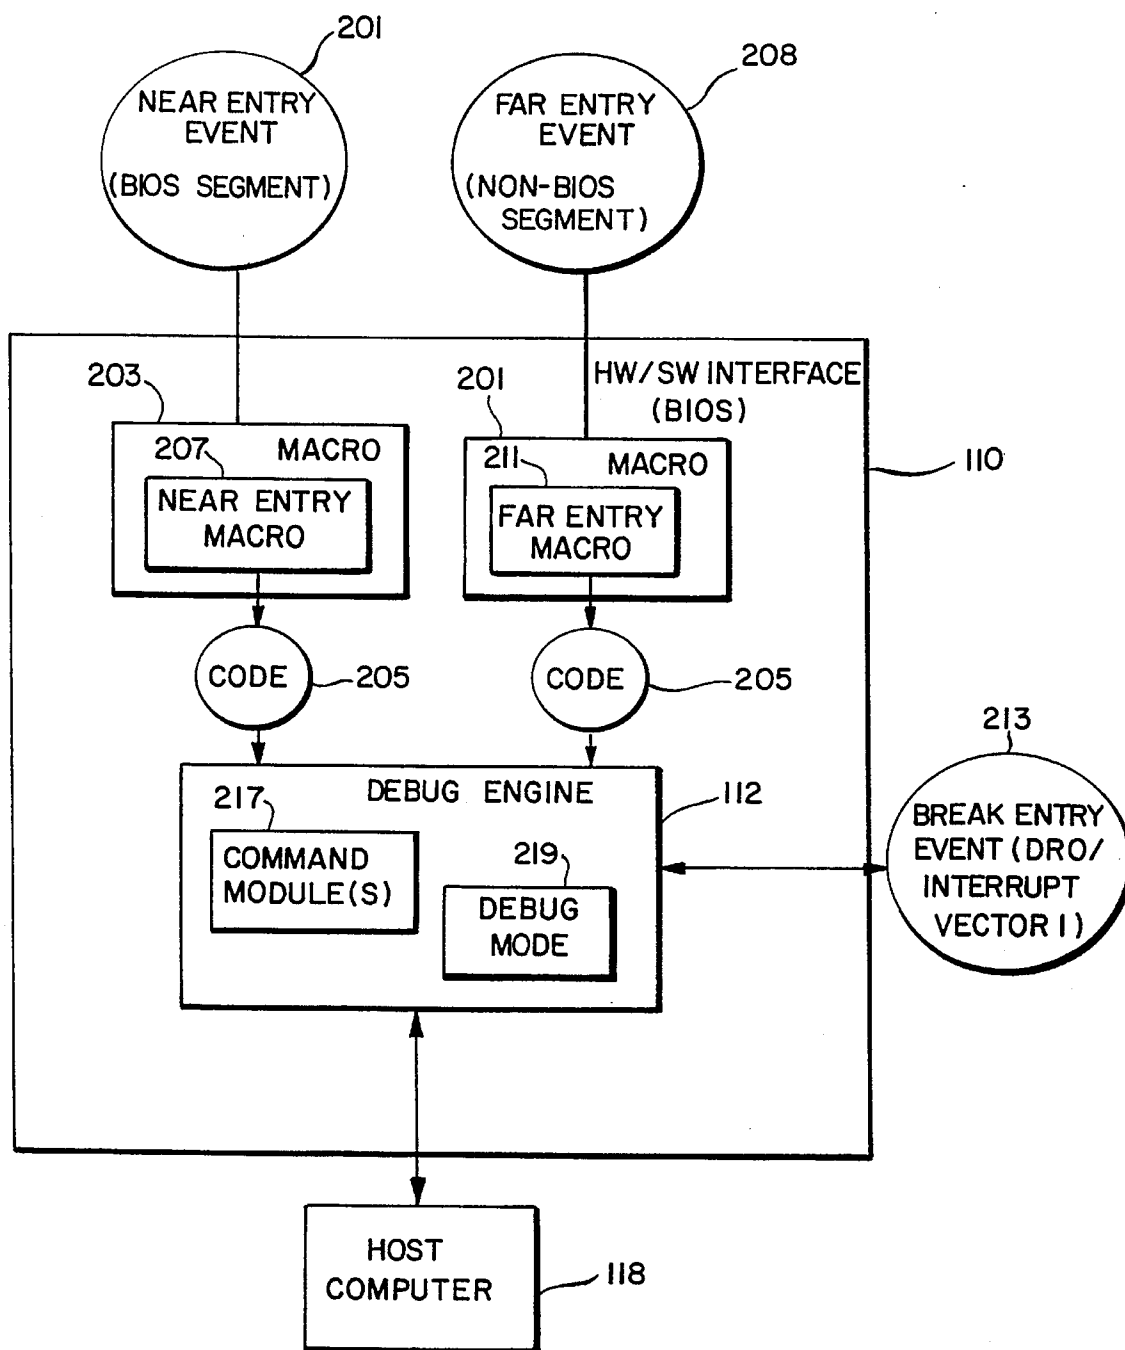 201
NEAR ENTRY
EVENT
(BIOS SEGMENT)
208
FAR ENTRY
EVENT
(NON-BIOS
SEGMENT)
HW/SW INTERFACE
(BIOS)
110
203
MACRO
207
NEAR ENTRY
MACRO
201
MACRO
211
FAR ENTRY
MACRO
CODE
205
CODE
205
DEBUG ENGINE
112
217
COMMAND
MODULE(S)
219
DEBUG
MODE
213
BREAK ENTRY
EVENT (DRO/
INTERRUPT
VECTOR 1)
HOST
COMPUTER
118